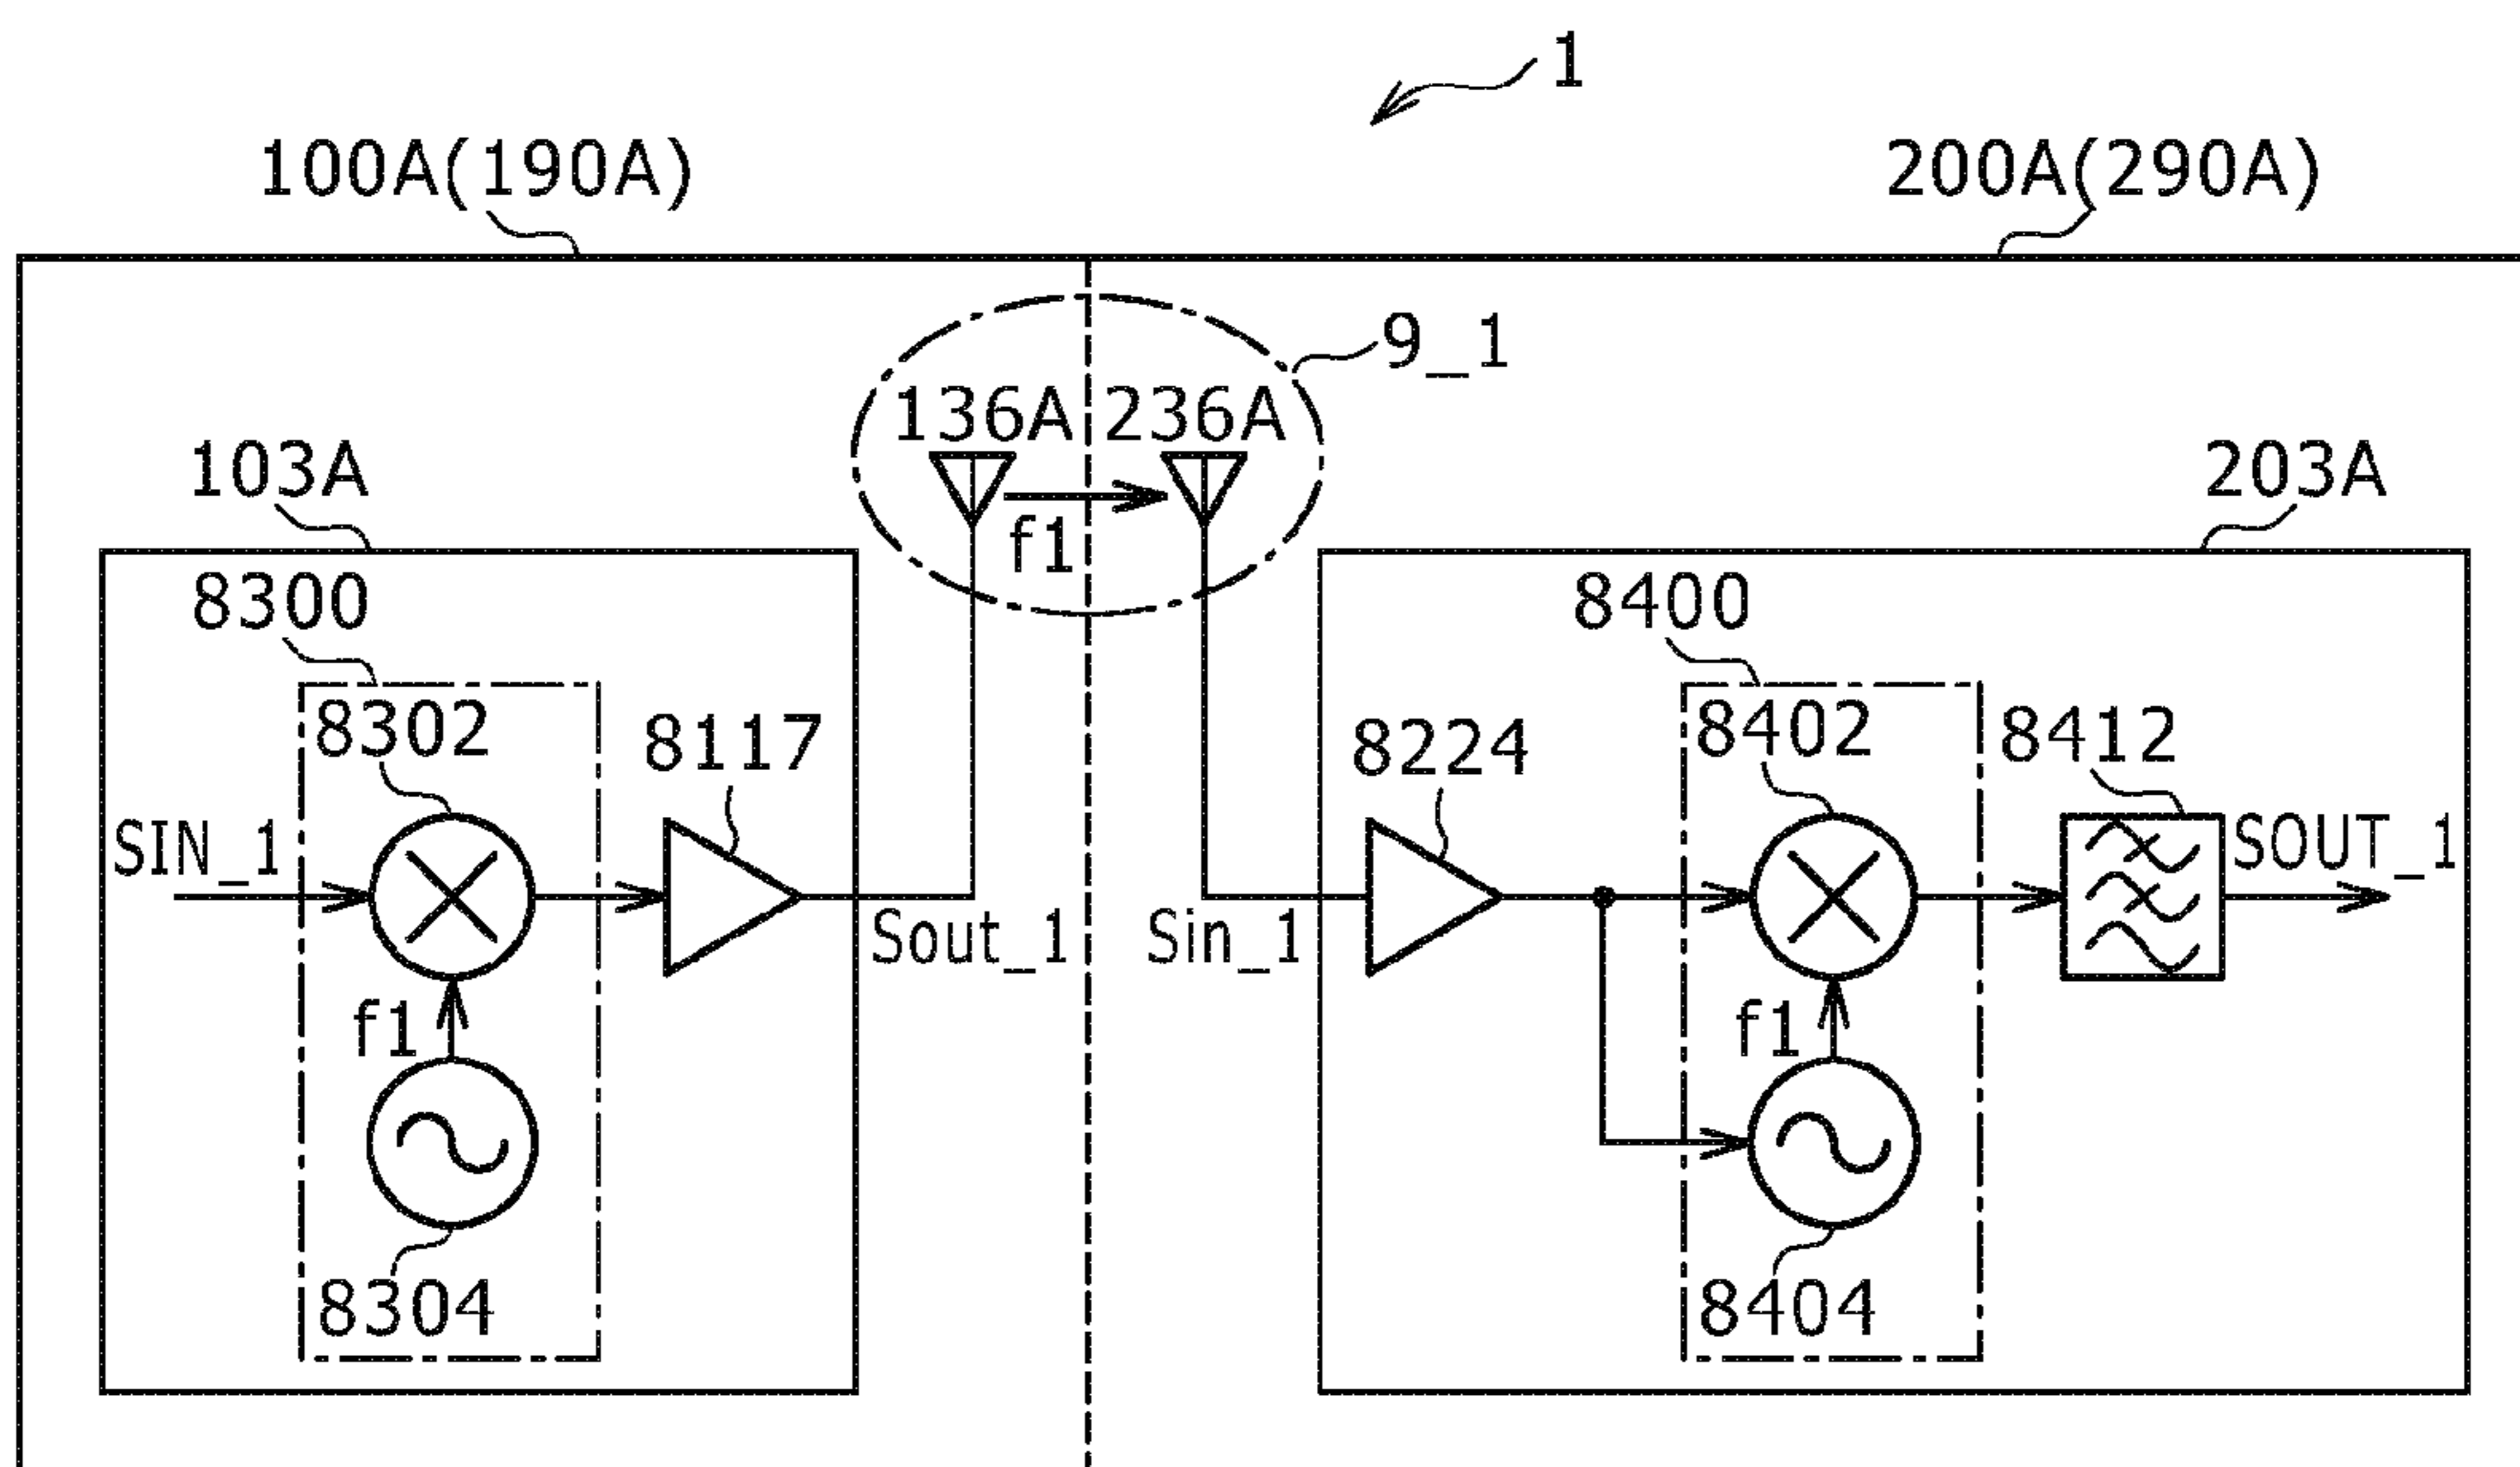 1
100A(190A)
200A(290A)
9_1
136A
236A
103A
203A
f1
8300
8400
8302
8117
8224
8402
8412
SIN_1
SOUT_1
Sout_1
Sin_1
f1
f1
8304
8404